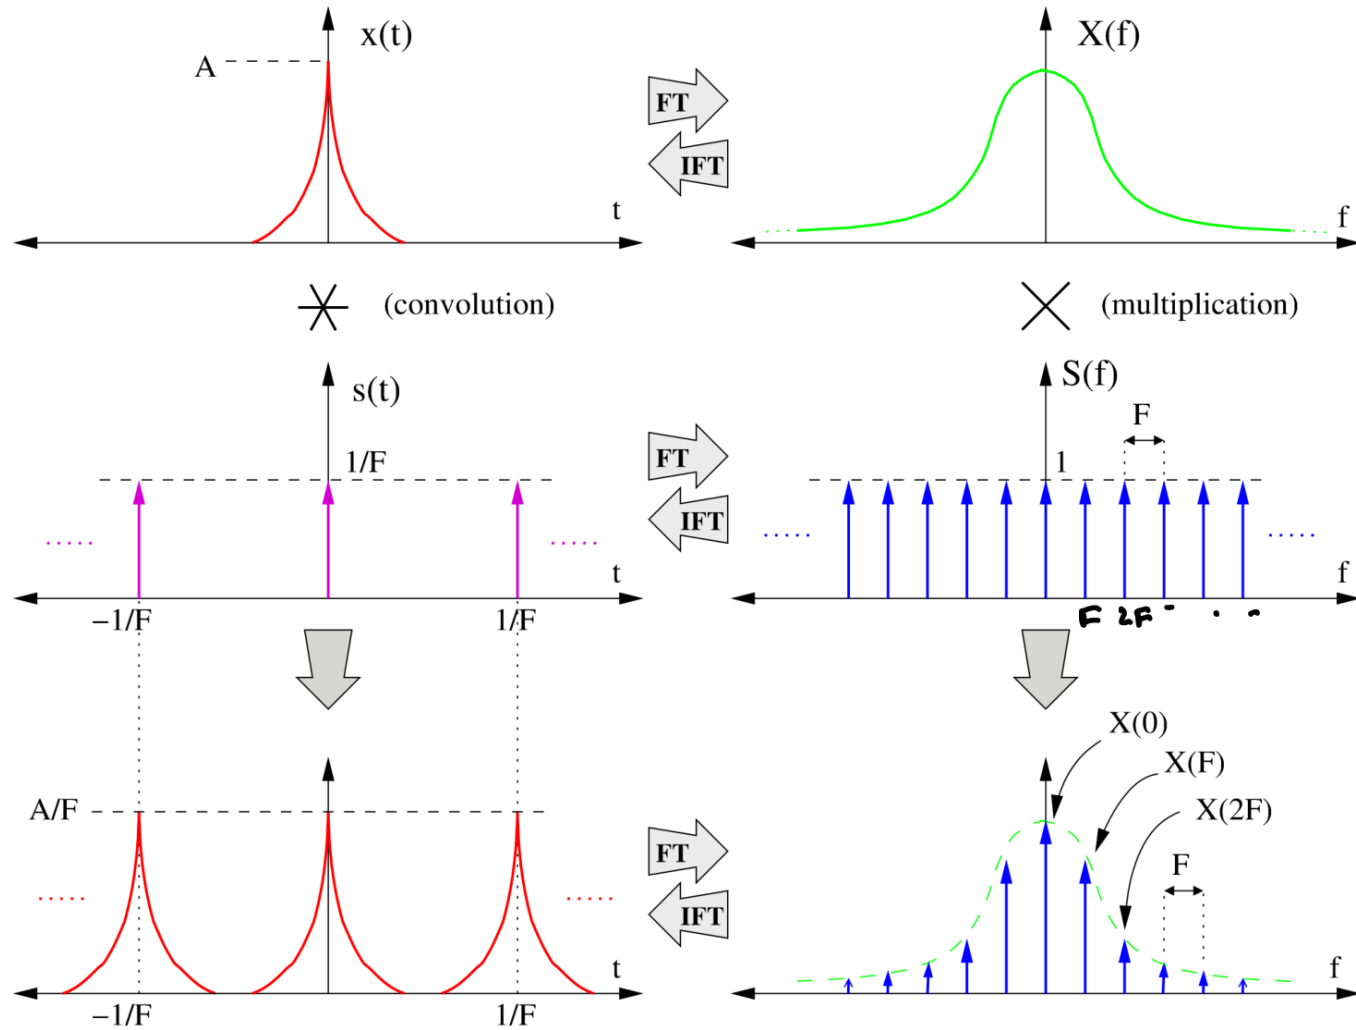 x(t)
X(f)
A
FT
IFT
t
f
(convolution)
(multiplication)
s(t)
S(f)
F
1/F
1
FT
IFT
.....
.....
.....
.....
t
f
−1/F
1/F
F 2F - . -
X(0)
X(F)
X(2F)
A/F
F
FT
IFT
.....
.....
t
f
−1/F
1/F